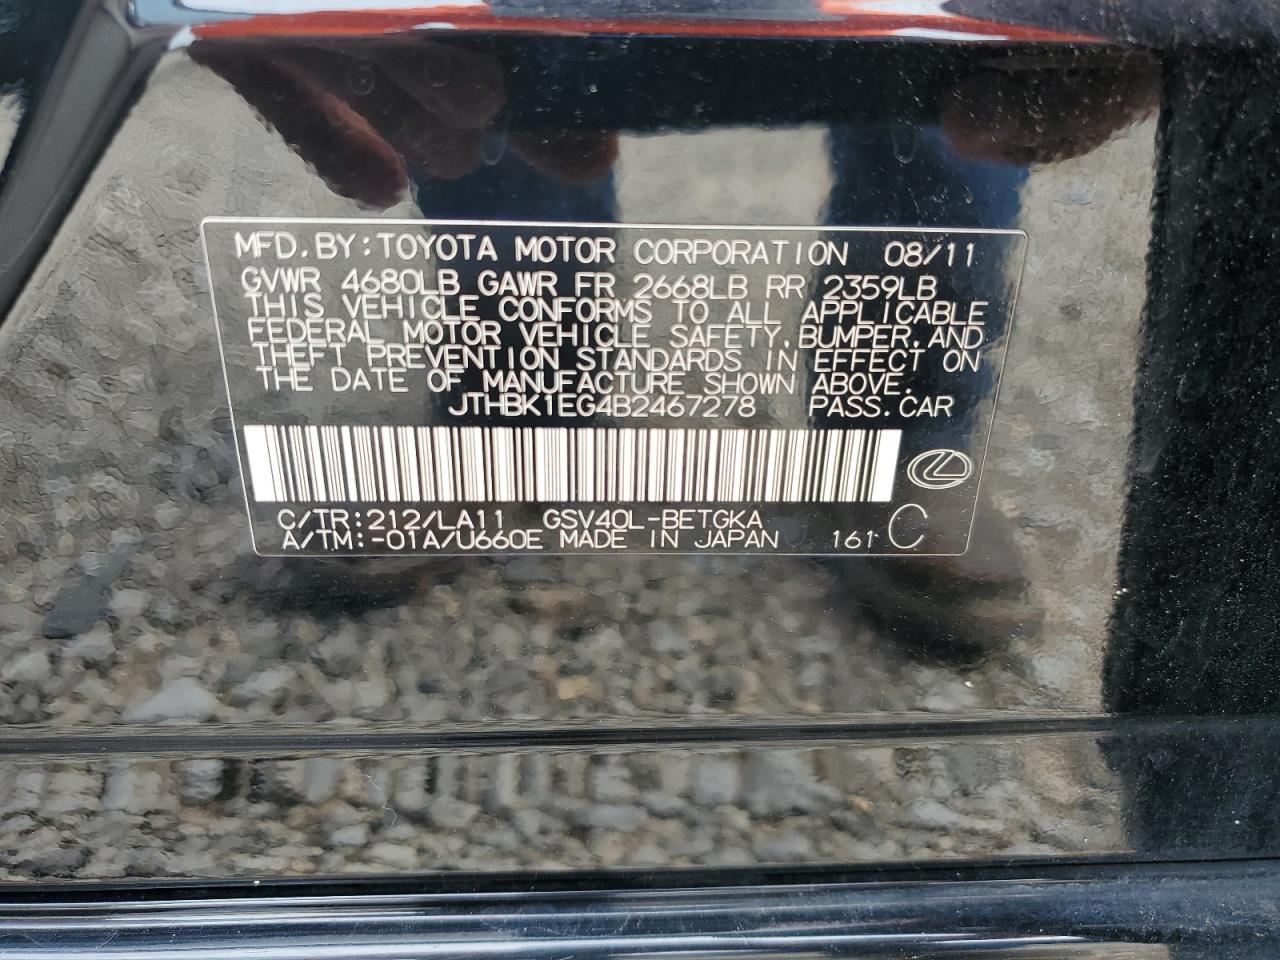 MFD.BY:TOYOTA MOTOR CORPORATION 08/11
GVWR 4680LB GAWR FR 2668LB RR 2359LB
THIS VEHICLE CONFORMS TO ALL APPLICABLE
FEDERAL MOTOR VEHICLE SAFETY,BUMPER,AND
THEFT PREVENTION STANDARDS IN EFFECT ON
THE DATE OF MANUFACTURE SHOWN ABOVE.
JTHBK1EG4B2467278 PASS.CAR
C/TR:212/LA11 GSV40L-BETGKA
A/TM:-01A/U660E MADE IN JAPAN 161 C